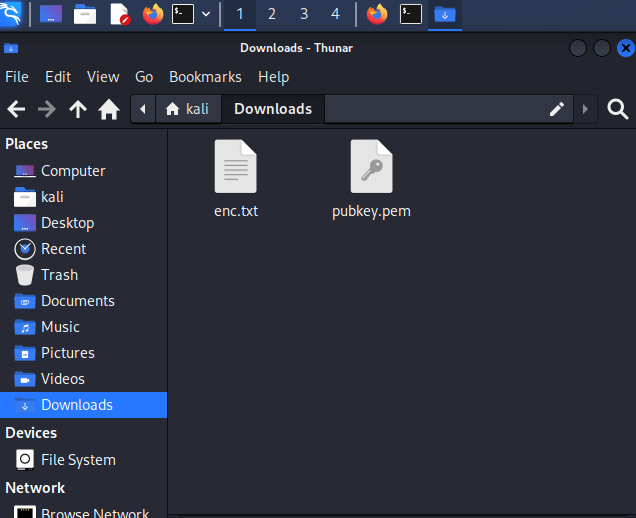 1 2 3 4
Downloads - Thunar
File Edit View Go Bookmarks Help
kali Downloads
Places
Computer
kali
Desktop
Recent
Trash
Documents
Music
Pictures
Videos
Downloads
Devices
File System
Network
Browse Network
enc.txt pubkey.pem